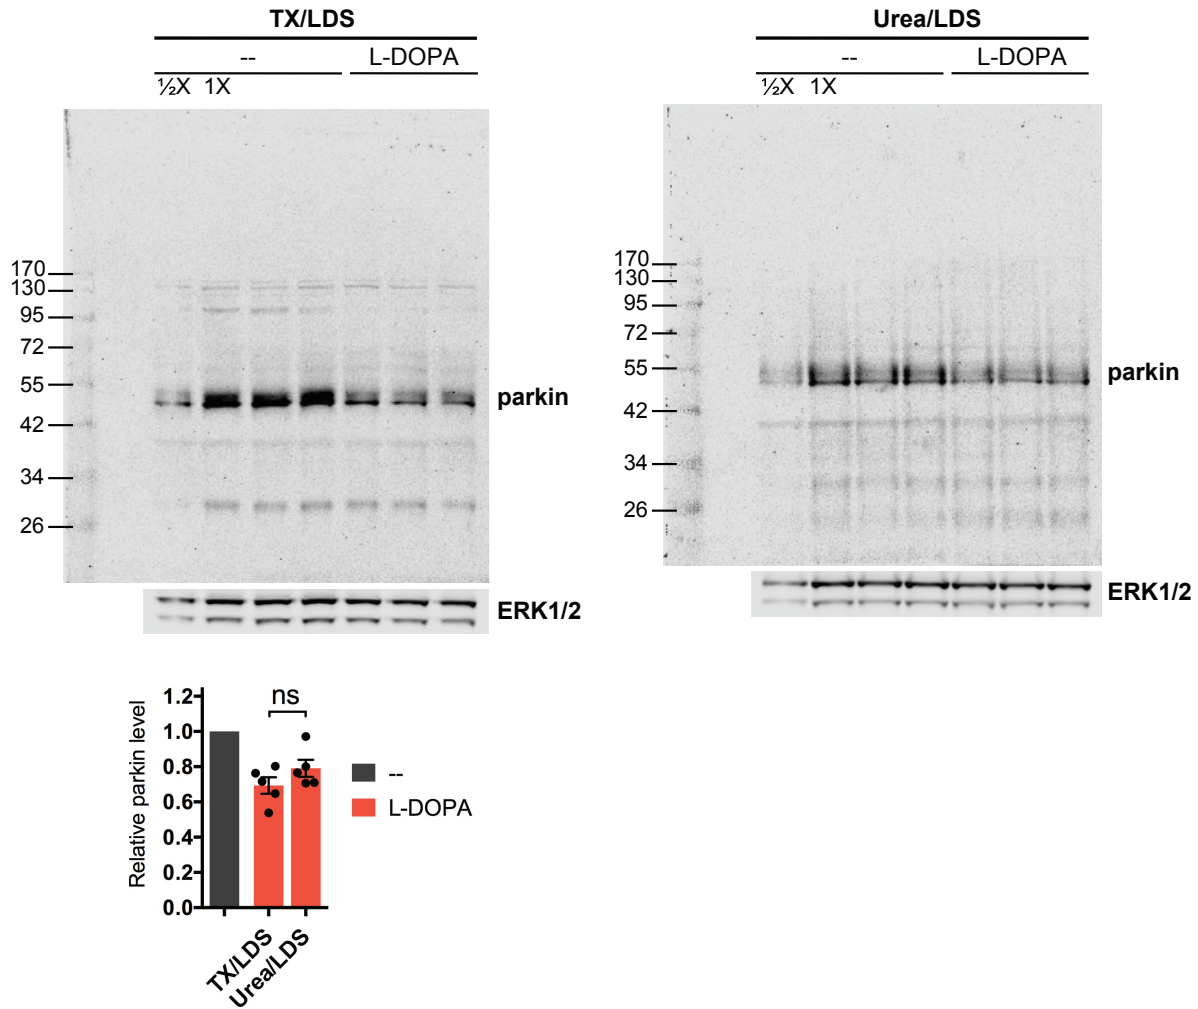 TX/LDS
-- L-DOPA
½X 1X
170
130
95
72
55
42
34
26
parkin
ERK1/2
Urea/LDS
-- L-DOPA
½X 1X
170
130
95
72
55
42
34
26
parkin
ERK1/2
Relative parkin level
1.2
1.0
0.8
0.6
0.4
0.2
0.0
ns
TX/LDS
Urea/LDS
--
L-DOPA